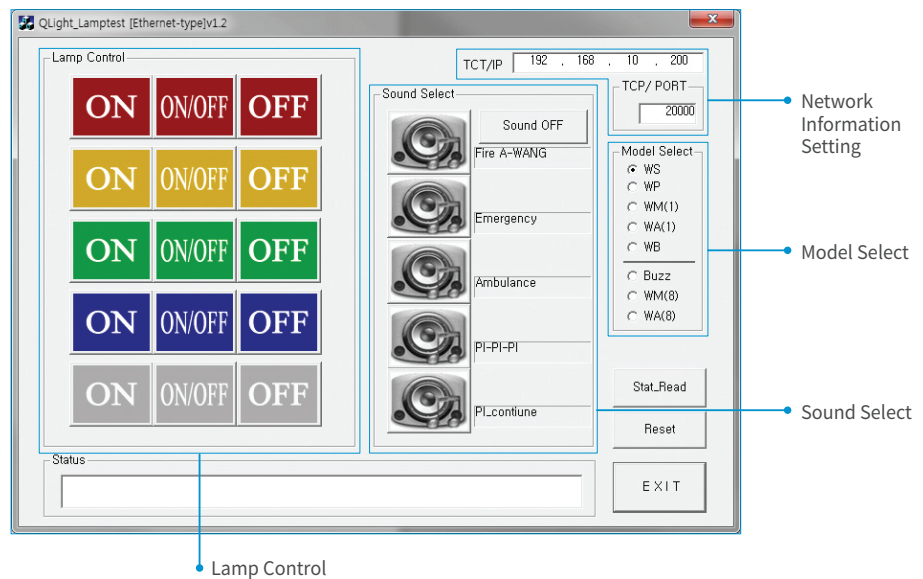 QLight_Lamptest [Ethernet-type]v1.2
Lamp Control
ON ON/OFF OFF
ON ON/OFF OFF
ON ON/OFF OFF
ON ON/OFF OFF
ON ON/OFF OFF
TCT/IP 192 . 168 . 10 . 200
TCP/ PORT
20000
Sound Select
Sound OFF
Fire A-WANG
Emergency
Ambulance
PI-PI-PI
PI_contiune
Model Select
WS
WP
WM(1)
WA(1)
WB
Buzz
WM(8)
WA(8)
Stat_Read
Reset
EXIT
Status
Network
Information
Setting
Model Select
Sound Select
Lamp Control